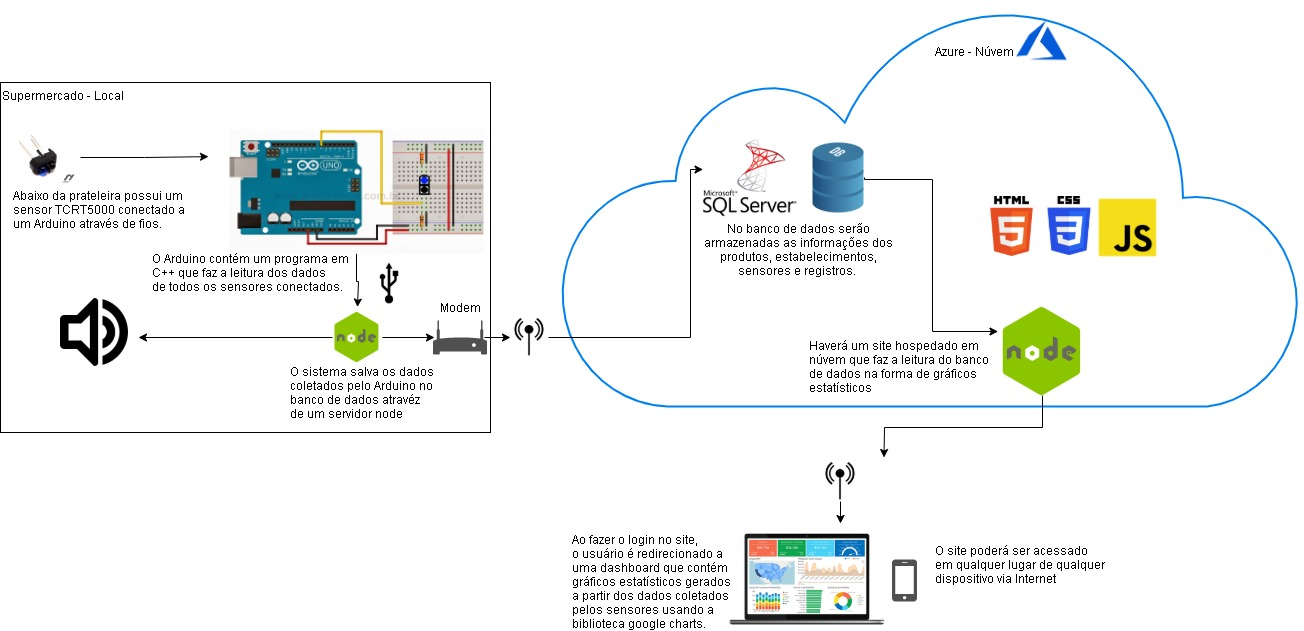 Azure - Núvem
Supermercado - Local
Abaixo da prateleira possui um
sensor TCRT5000 conectado a
um Arduino através de fios.
UNO
O Arduino contém um programa em
C++ que faz a leitura dos dados
de todos os sensores conectados.
Modem
node
O sistema salva os dados
coletados pelo Arduino no
banco de dados atravéz
de um servidor node
Microsoft
SQL Server
DB
No banco de dados serão
armazenadas as informações dos
produtos, estabelecimentos,
sensores e registros.
HTML
5
CSS
3
JS
Haverá um site hospedado em
núvem que faz a leitura do banco
de dados na forma de gráficos
estatísticos
node
Ao fazer o login no site,
o usuário é redirecionado a
uma dashboard que contém
gráficos estatísticos gerados
a partir dos dados coletados
pelos sensores usando a
biblioteca google charts.
O site poderá ser acessado
em qualquer lugar de qualquer
dispositivo via Internet